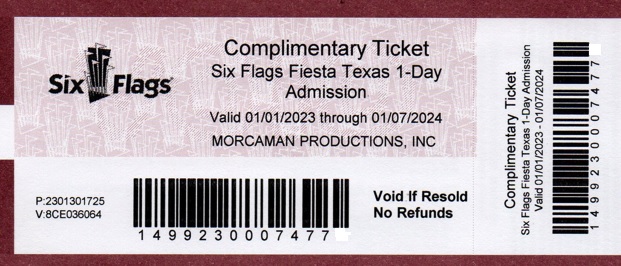 Six Flags
Complimentary Ticket
Six Flags Fiesta Texas 1-Day
Admission
Valid 01/01/2023 through 01/07/2024
MORCAMAN PRODUCTIONS, INC
P:2301301725
V:8CE036064
1499230007477
Void If Resold
No Refunds
Complimentary Ticket
Six Flags Fiesta Texas 1-Day Admission
Valid 01/01/2023 - 01/07/2024
1499230007477